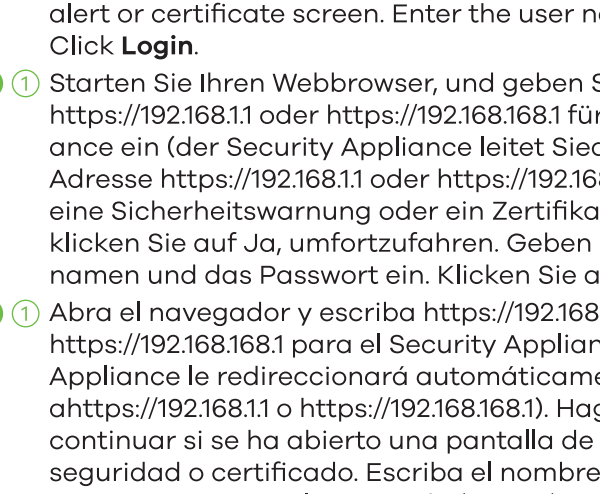 alert or certificate screen. Enter the user
Click Login.
1 Starten Sie Ihren Webbrowser, und geben
https://192.168.1.1 oder https://192.168.168.1 für
ance ein (der Security Appliance leitet
Adresse https://192.168.1.1 oder
eine Sicherheitswarnung oder ein
klicken Sie auf Ja, umfortzufahren. Geben
namen und das Passwort ein. Klicken Sie
1 Abra el navegador y escriba
https://192.168.168.1 para el Security
Appliance le redireccionará
ahttps://192.168.1.1 o https://192.168.168.1).
continuar si se ha abierto una pantalla de
seguridad o certificado. Escriba el nombre